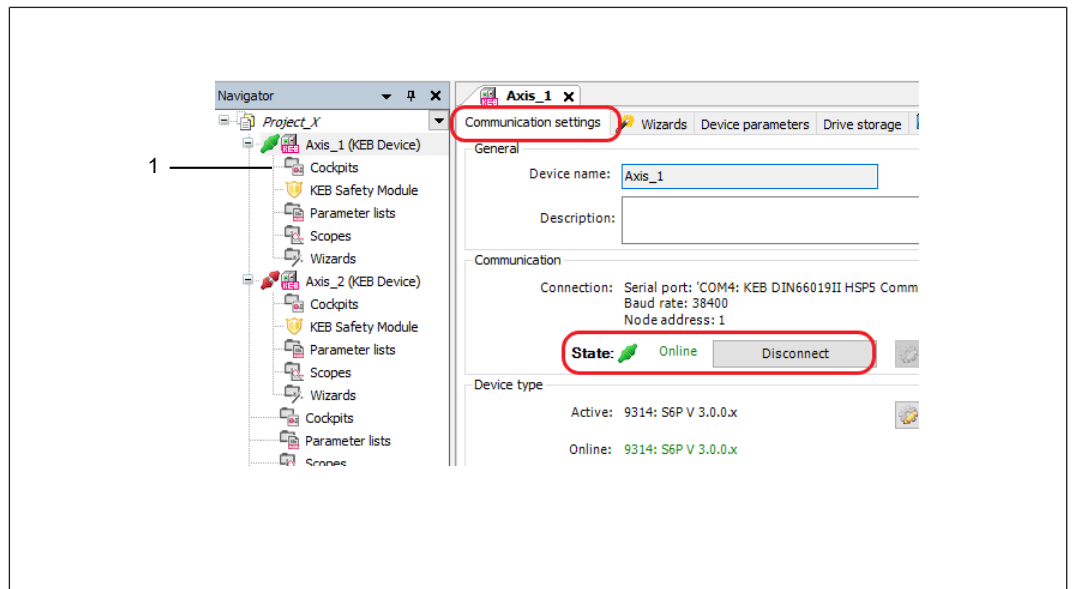 Navigator
Project_X
Axis_1 (KEB Device)
1
Cockpits
KEB Safety Module
Parameter lists
Scopes
Wizards
Axis_2 (KEB Device)
Cockpits
KEB Safety Module
Parameter lists
Scopes
Wizards
Cockpits
Parameter lists
Scopes
Axis_1 X
Communication settings Wizards Device parameters Drive storage
General
Device name: Axis_1
Description:
Communication
Connection: Serial port: 'COM4: KEB DIN66019II HSP5 Comm
Baud rate: 38400
Node address: 1
State: Online Disconnect
Device type
Active: 9314: S6P V 3.0.0.x
Online: 9314: S6P V 3.0.0.x